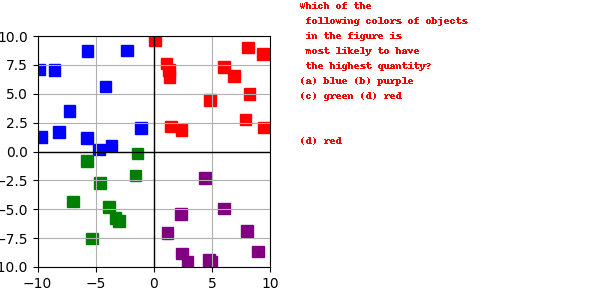 Which of the
following colors of objects
in the figure is
most likely to have
the highest quantity?
(a) blue (b) purple
(c) green (d) red
(d) red
10.0
7.5
5.0
2.5
0.0
−2.5
−5.0
−7.5
10.0
−10 −5 0 5 10